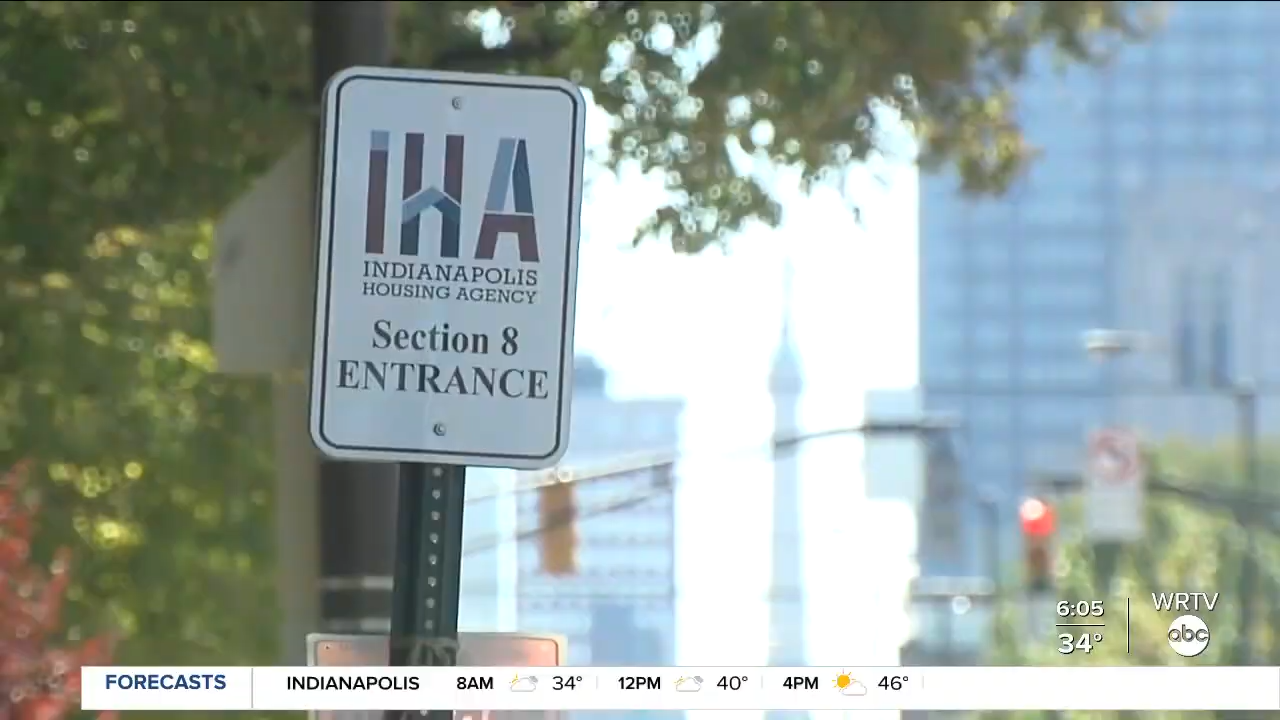 IHA
INDIANAPOLIS
HOUSING AGENCY
Section 8
ENTRANCE
6:05
34°
WRTV
abc
FORECASTS INDIANAPOLIS 8AM 34° 12PM 40° 4PM 46°